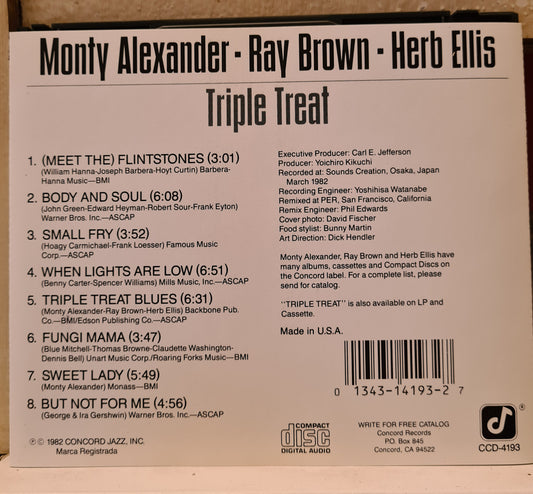 Monty Alexander • Ray Brown • Herb Ellis
Triple Treat
1. (MEET THE) FLINTSTONES (3:01)
(William Hanna-Joseph Barbera-Hoyt Curtin) Barbera-
Hanna Music—BMI
2. BODY AND SOUL (6:08)
(John Green-Edward Heyman-Robert Sour-Frank Eyton)
Warner Bros. Inc.—ASCAP
3. SMALL FRY (3:52)
(Hoagy Carmichael-Frank Loesser) Famous Music
Corp.—ASCAP
4. WHEN LIGHTS ARE LOW (6:51)
(Benny Carter-Spencer Williams) Mills Music, Inc.—ASCAP
5. TRIPLE TREAT BLUES (6:31)
(Monty Alexander-Ray Brown-Herb Ellis) Backbone Pub.
Co.—BMI/Edson Publishing Co.—ASCAP
6. FUNGI MAMA (3:47)
(Blue Mitchell-Thomas Browne-Claudette Washington-
Dennis Bell) Unart Music Corp./Roaring Forks Music—BMI
7. SWEET LADY (5:49)
(Monty Alexander) Monass—BMI
8. BUT NOT FOR ME (4:56)
(George & Ira Gershwin) Warner Bros. Inc.—ASCAP
℗ © 1982 CONCORD JAZZ, INC.
Marca Registrada
Executive Producer: Carl E. Jefferson
Producer: Yoichiro Kikuchi
Recorded at: Sounds Creation, Osaka, Japan
March 1982
Recording Engineer: Yoshihisa Watanabe
Remixed at PER, San Francisco, California
Remix Engineer: Phil Edwards
Cover photo: David Fischer
Food stylist: Bunny Martin
Art Direction: Dick Hendler
Monty Alexander, Ray Brown and Herb Ellis have
many albums, cassettes and Compact Discs on
the Concord label. For a complete list, please
send for catalog.
"TRIPLE TREAT" is also available on LP and
Cassette.
Made in U.S.A.
0 13431-4193-2 7
COMPACT
disc
DIGITAL AUDIO
WRITE FOR FREE CATALOG
Concord Records
P.O. Box 845
Concord, CA 94522
®
CCD-4193